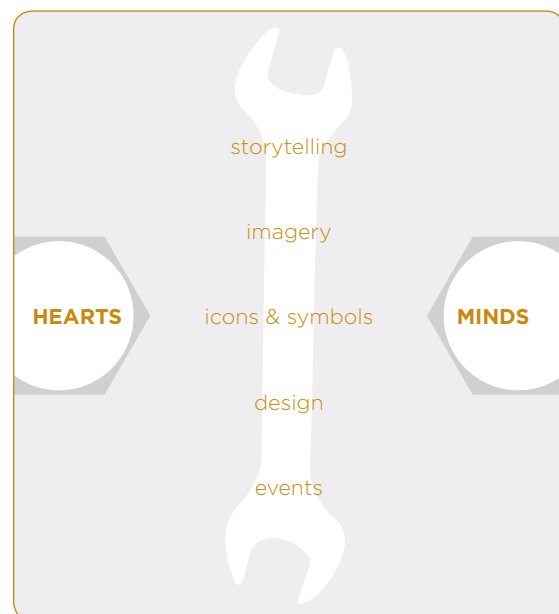 storytelling
imagery
HEARTS
icons & symbols
MINDS
design
events